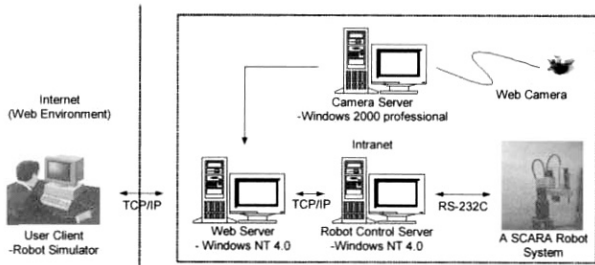 Internet
(Web Environment)
User Client
-Robot Simulator
TCP/IP
Camera Server
-Windows 2000 professional
Web Camera
Intranet
Web Server
- Windows NT 4.0
TCP/IP
Robot Control Server
-Windows NT 4.0
RS-232C
A SCARA Robot
System